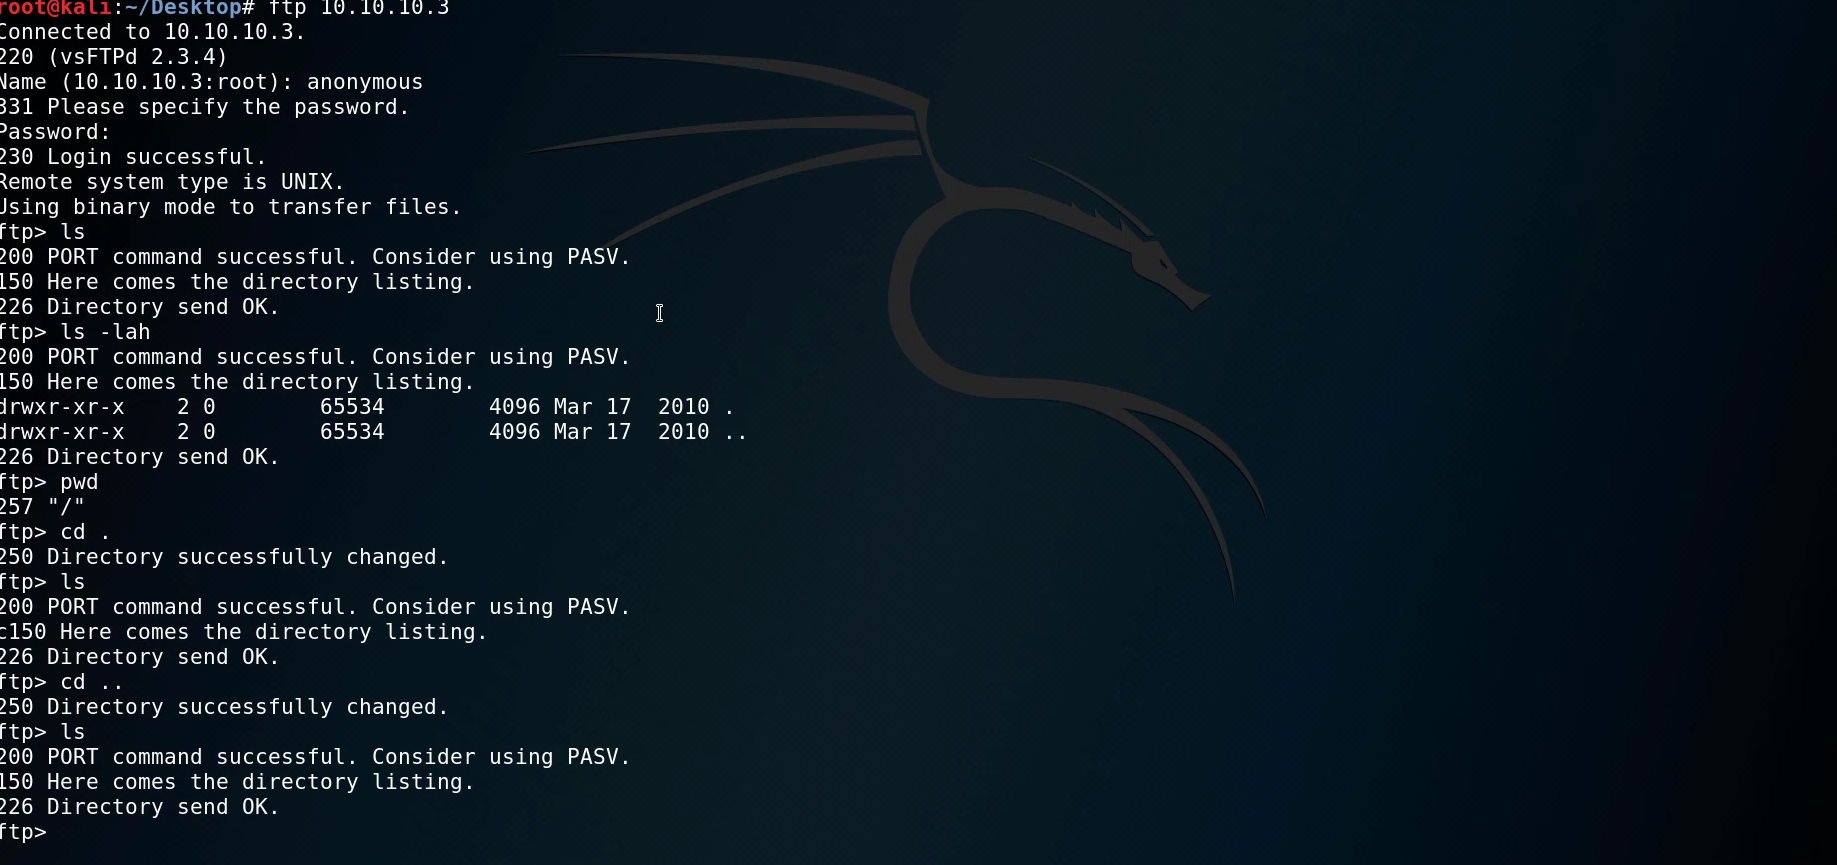 root@kali:~/Desktop# ftp 10.10.10.3
Connected to 10.10.10.3.
220 (vsFTPd 2.3.4)
Name (10.10.10.3:root): anonymous
331 Please specify the password.
Password:
230 Login successful.
Remote system type is UNIX.
Using binary mode to transfer files.
ftp> ls
200 PORT command successful. Consider using PASV.
150 Here comes the directory listing.
226 Directory send OK.
ftp> ls -lah
200 PORT command successful. Consider using PASV.
150 Here comes the directory listing.
drwxr-xr-x    2 0        65534        4096 Mar 17  2010 .
drwxr-xr-x    2 0        65534        4096 Mar 17  2010 ..
226 Directory send OK.
ftp> pwd
257 "/"
ftp> cd .
250 Directory successfully changed.
ftp> ls
200 PORT command successful. Consider using PASV.
c150 Here comes the directory listing.
226 Directory send OK.
ftp> cd ..
250 Directory successfully changed.
ftp> ls
200 PORT command successful. Consider using PASV.
150 Here comes the directory listing.
226 Directory send OK.
ftp>